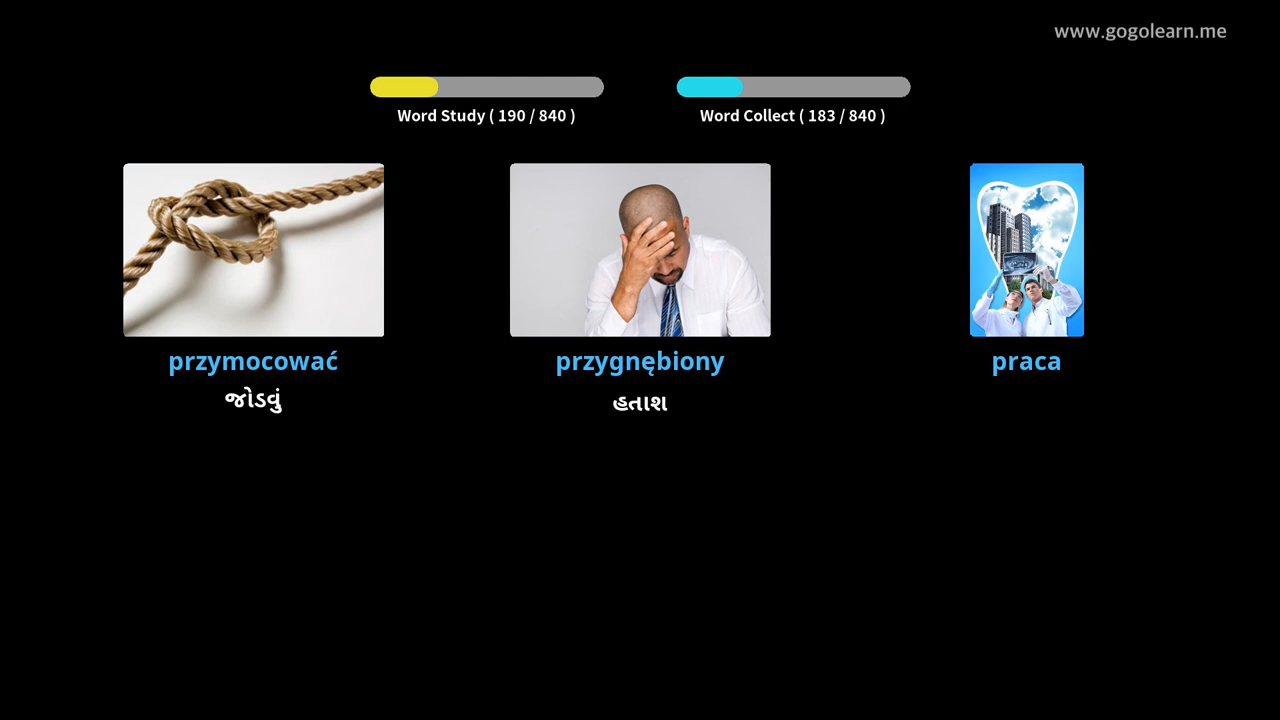 www.gogolearn.me
Word Study ( 190 / 840 )
Word Collect ( 183 / 840 )
przymocować
જોડવું
przygnębiony
હતાશ
praca